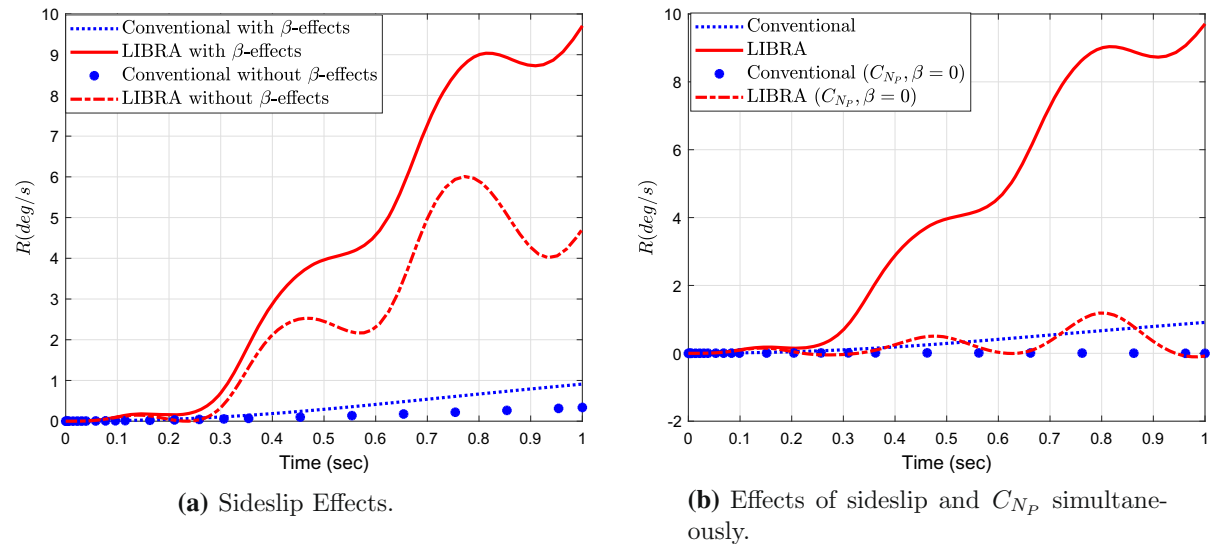 Conventional with β-effects
LIBRA with β-effects
Conventional without β-effects
LIBRA without β-effects
10
9
8
7
6
5
4
3
2
1
0
R(deg/s)
0 0.1 0.2 0.3 0.4 0.5 0.6 0.7 0.8 0.9 1
Time (sec)
(a) Sideslip Effects.
Conventional
LIBRA
Conventional (C_{N_P}, β = 0)
LIBRA (C_{N_P}, β = 0)
10
8
6
4
2
0
-2
R(deg/s)
0 0.1 0.2 0.3 0.4 0.5 0.6 0.7 0.8 0.9 1
Time (sec)
(b) Effects of sideslip and C_{N_P} simultane-
ously.